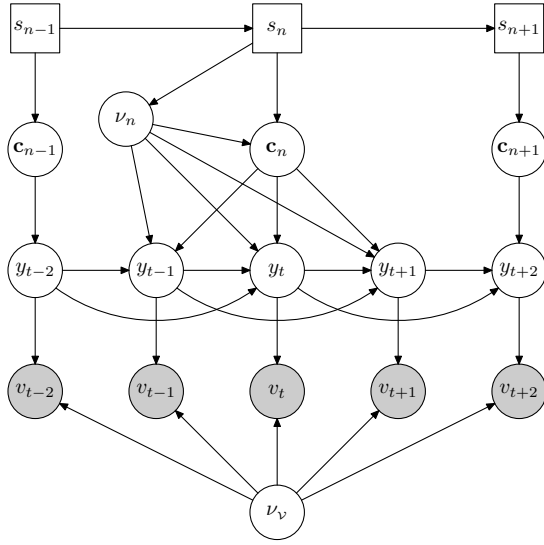 s_{n−1} s_n s_{n+1}
ν_n
𝐜_{n−1} 𝐜_n 𝐜_{n+1}
y_{t−2} y_{t−1} y_t y_{t+1} y_{t+2}
v_{t−2} v_{t−1} v_t v_{t+1} v_{t+2}
ν_𝒱